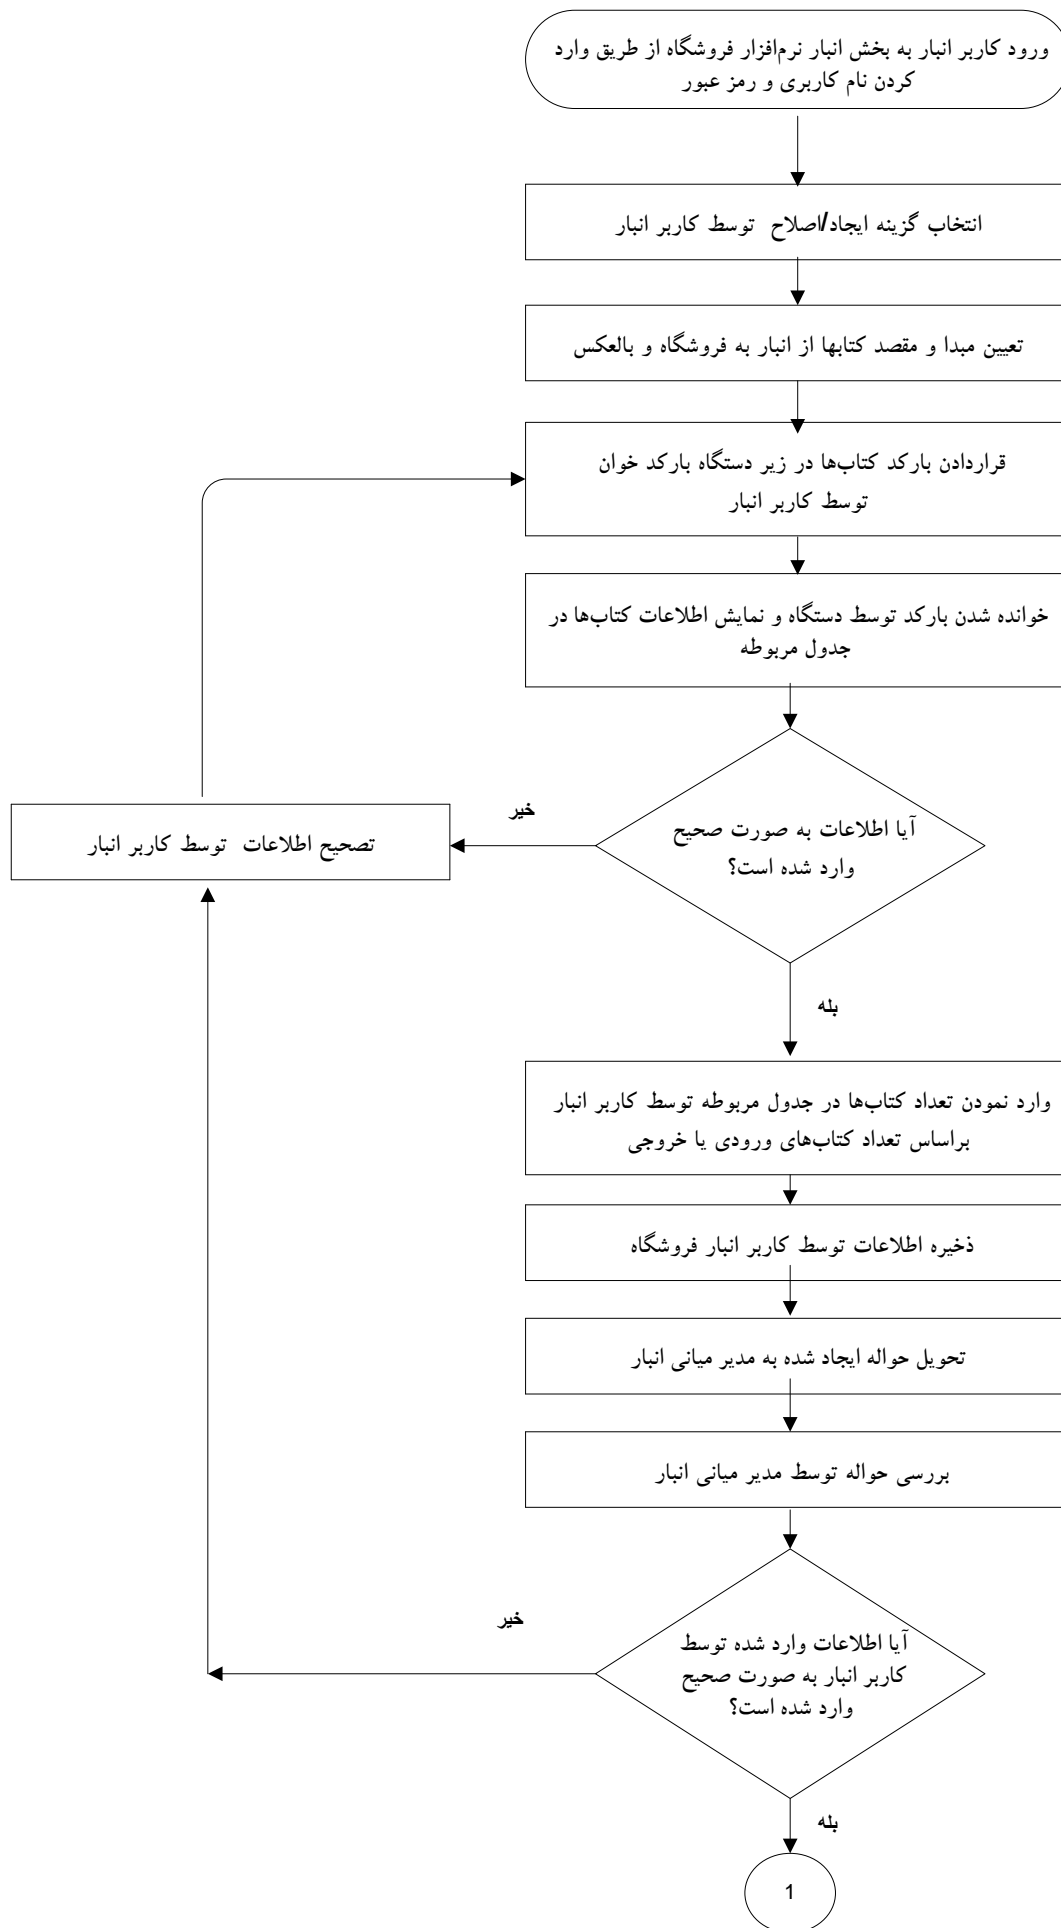 ورود کاربر انبار به بخش انبار نرم‌افزار فروشگاه از طریق وارد
کردن نام کاربری و رمز عبور
انتخاب گزینه ایجاد/اصلاح توسط کاربر انبار
تعیین مبدا و مقصد کتابها از انبار به فروشگاه و بالعکس
قراردادن بارکد کتاب‌ها در زیر دستگاه بارکد خوان
توسط کاربر انبار
خوانده شدن بارکد توسط دستگاه و نمایش اطلاعات کتاب‌ها در
جدول مربوطه
آیا اطلاعات به صورت صحیح
وارد شده است؟
خیر
تصحیح اطلاعات توسط کاربر انبار
بله
وارد نمودن تعداد کتاب‌ها در جدول مربوطه توسط کاربر انبار
براساس تعداد کتاب‌های ورودی یا خروجی
ذخیره اطلاعات توسط کاربر انبار فروشگاه
تحویل حواله ایجاد شده به مدیر میانی انبار
بررسی حواله توسط مدیر میانی انبار
آیا اطلاعات وارد شده توسط
کاربر انبار به صورت صحیح
وارد شده است؟
خیر
بله
1